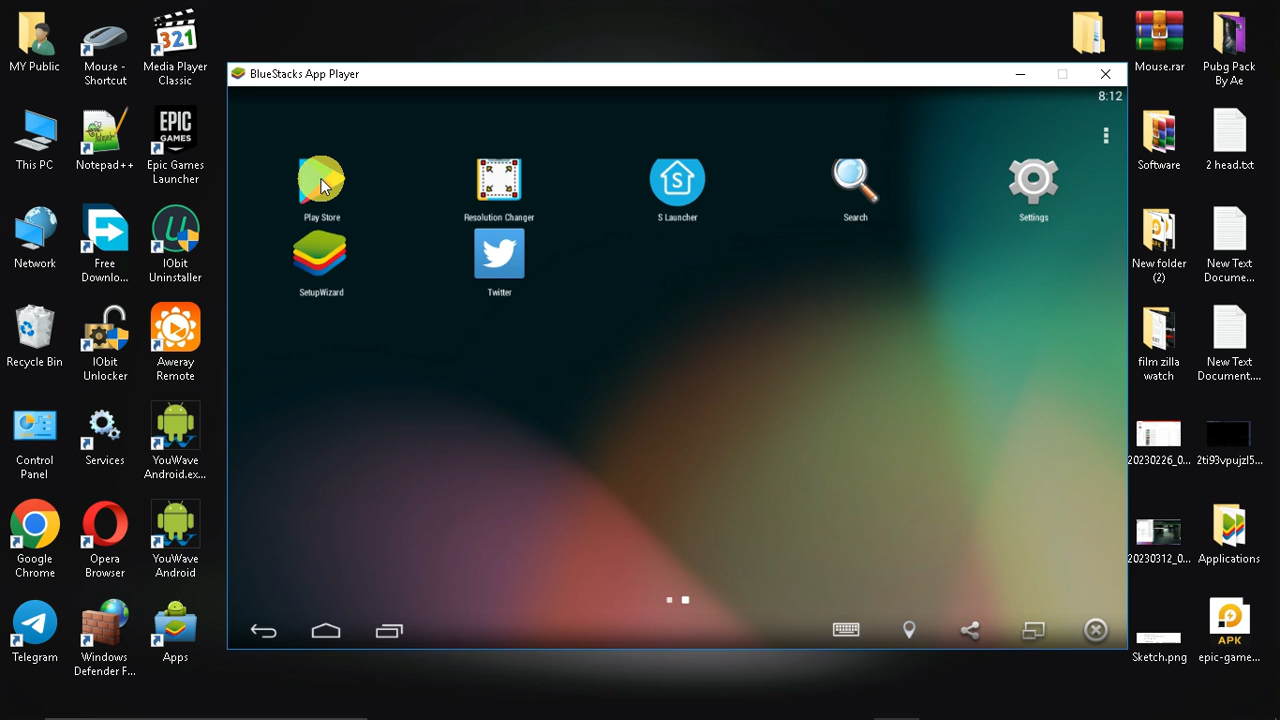 MY Public
Mouse -
Shortcut
Media Player
Classic
321
This PC
Notepad++
Epic Games
Launcher
EPIC
GAMES
Network
Free
Downlo...
IObit
Uninstaller
Recycle Bin
IObit
Unlocker
Aweray
Remote
Control
Panel
Services
YouWave
Android.ex...
Google
Chrome
Opera
Browser
YouWave
Android
Telegram
Windows
Defender F...
Apps
BlueStacks App Player
8:12
Play Store
Resolution Changer
S
S Launcher
Search
Settings
SetupWizard
Twitter
Mouse.rar
Pubg Pack
By Ae
Software
2 head.txt
New folder
(2)
New Text
Docume...
film zilla
watch
New Text
Document....
20230226_0...
2ti93vpujzl5...
20230312_0...
Applications
Sketch.png
APK
epic-game...